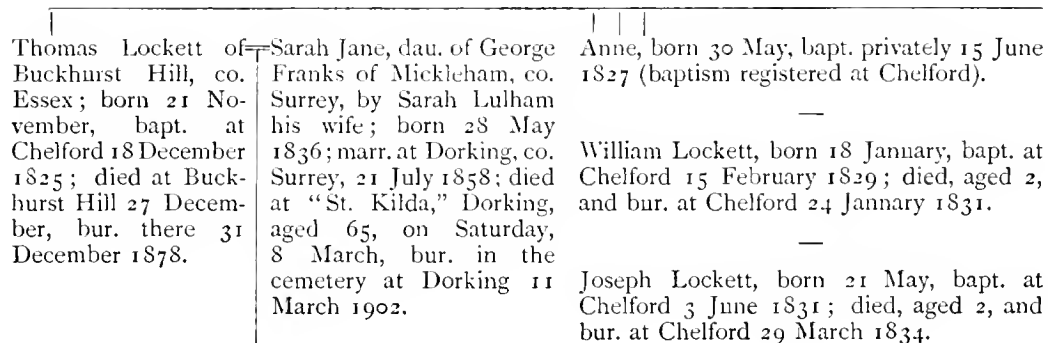 Thomas Lockett of
Buckhurst Hill, co.
Essex; born 21 No-
vember, bapt. at
Chelford 18 December
1825; died at Buck-
hurst Hill 27 Decem-
ber, bur. there 31
December 1878.
Sarah Jane, dau. of George
Franks of Mickleham, co.
Surrey, by Sarah Lulham
his wife; born 28 May
1836; marr. at Dorking, co.
Surrey, 21 July 1858; died
at "St. Kilda," Dorking,
aged 65, on Saturday,
8 March, bur. in the
cemetery at Dorking 11
March 1902.
Anne, born 30 May, bapt. privately 15 June
1827 (baptism registered at Chelford).
—
William Lockett, born 18 January, bapt. at
Chelford 15 February 1829; died, aged 2,
and bur. at Chelford 24 January 1831.
—
Joseph Lockett, born 21 May, bapt. at
Chelford 3 June 1831; died, aged 2, and
bur. at Chelford 29 March 1834.